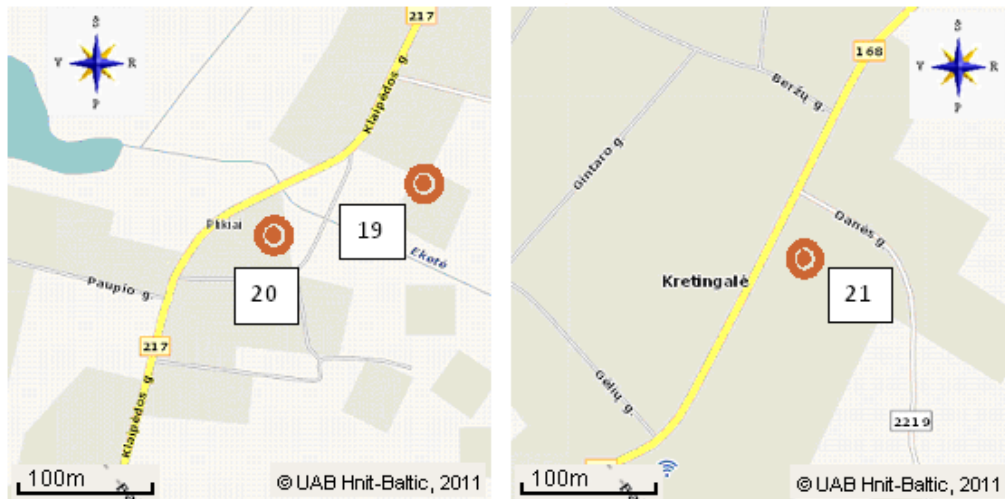 217
Š
V
R
P
Klaipėdos g.
Plikiai
19
Ekotė
20
Paupio g.
217
Klaipėdos g.
100m
© UAB Hnit-Baltic, 2011
168
Š
V
R
P
Beržų g.
Gintaro g.
Danės g.
Kretingalė
21
Gėlių g.
2219
100m
© UAB Hnit-Baltic, 2011